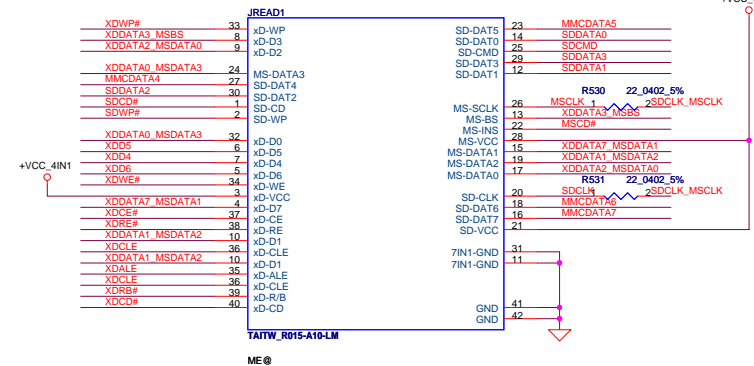 +VCC_
JREAD1
XDWP# 33 xD-WP SD-DAT5 23 MMCDATA5
XDDATA3_MSBS 8 xD-D3 SD-DAT0 14 SDDATA0
XDDATA2_MSDATA0 9 xD-D2 SD-CMD 25 SDCMD
SD-DAT3 29 SDDATA3
XDDATA0_MSDATA3 24 MS-DATA3 SD-DAT1 12 SDDATA1
MMCDATA4 27 SD-DAT4
SDDATA2 30 SD-DAT2 R530 22_0402_5%
SDCD# 1 SD-CD MS-SCLK 26 MSCLK 1 2 SDCLK_MSCLK
SDWP# 2 SD-WP MS-BS 13 XDDATA3_MSBS
MS-INS 22 MSCD#
XDDATA0_MSDATA3 32 xD-D0 MS-VCC 28
XDD5 6 xD-D5 MS-DATA1 15 XDDATA7_MSDATA1
XDD4 7 xD-D4 MS-DATA2 19 XDDATA1_MSDATA2
+VCC_4IN1 XDD6 5 xD-D6 MS-DATA0 17 XDDATA2_MSDATA0
XDWE# 34 xD-WE R531 22_0402_5%
3 xD-VCC SD-CLK 20 SDCLK 1 2 SDCLK_MSCLK
XDDATA7_MSDATA1 4 xD-D7 SD-DAT6 18 MMCDATA6
XDCE# 37 xD-CE SD-DAT7 16 MMCDATA7
XDRE# 38 xD-RE SD-VCC 21
XDDATA1_MSDATA2 10 xD-D1
XDCLE 36 xD-CLE 7IN1-GND 31
XDDATA1_MSDATA2 10 xD-D1 7IN1-GND 11
XDALE 35 xD-ALE
XDCLE 36 xD-CLE
XDRB# 39 xD-R/B GND 41
XDCD# 40 xD-CD GND 42
TAITW_R015-A10-LM
ME@